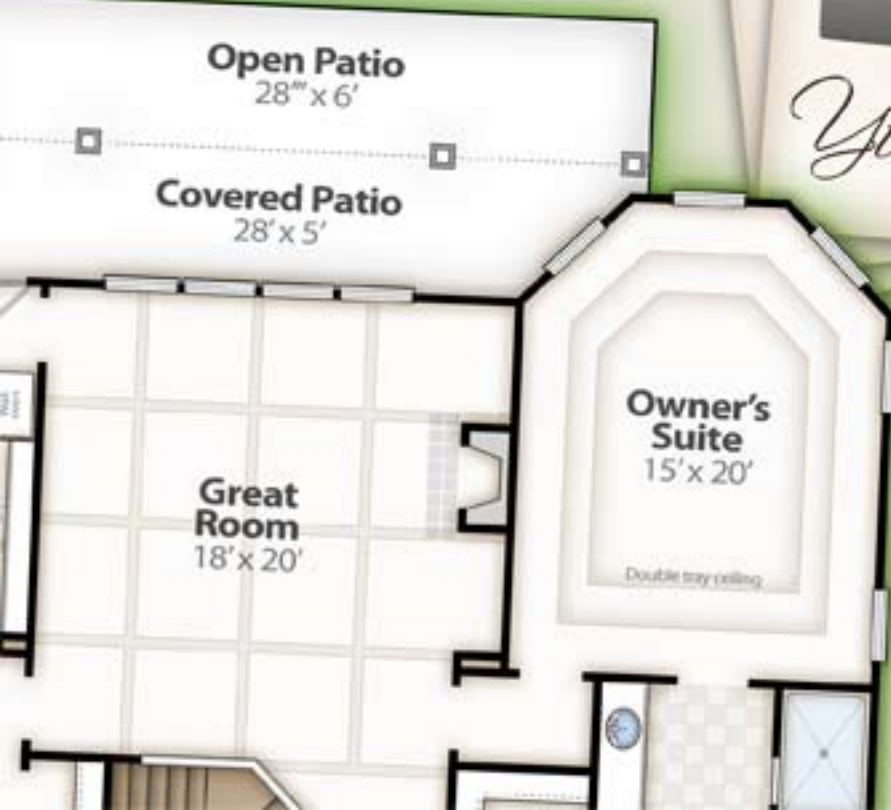 Open Patio
28''' x 6'
Covered Patio
28' x 5'
Owner's
Suite
15' x 20'
Great
Room
18' x 20'
Double tray ceiling